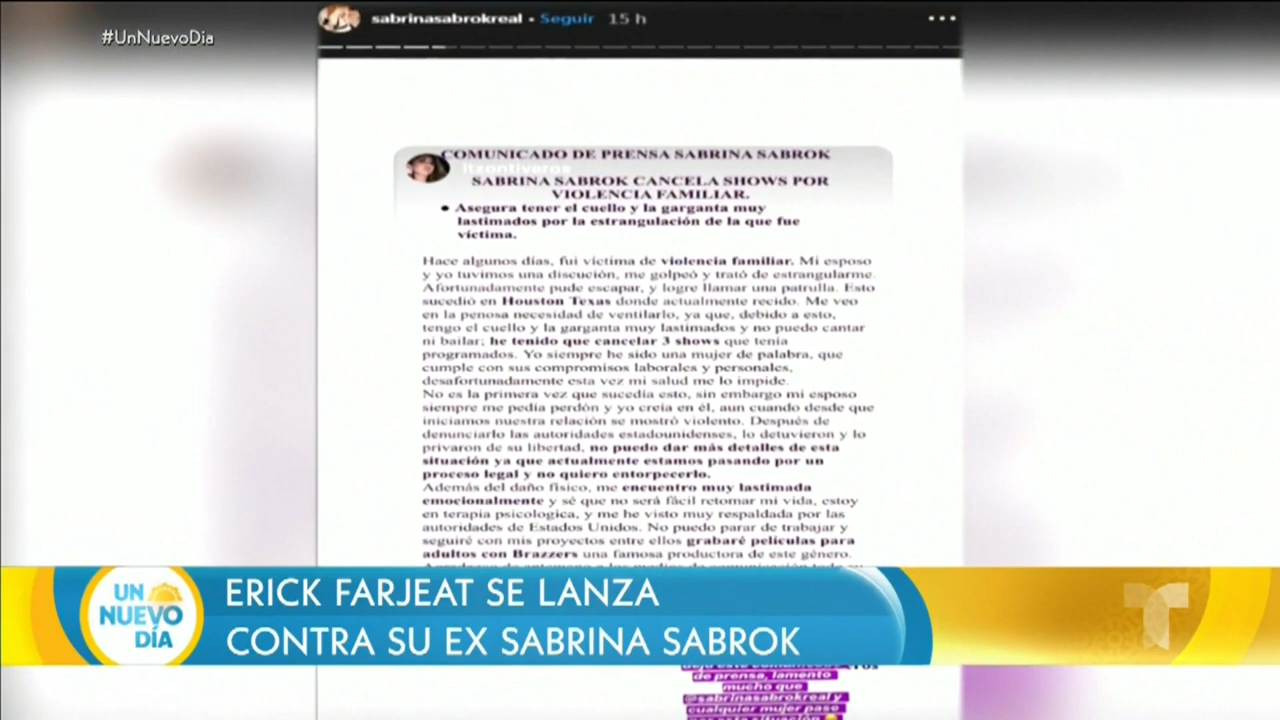 #UnNuevoDia
sabrinasabrokreal • Seguir 15 h
COMUNICADO DE PRENSA SABRINA SABROK
itzontiveros
SABRINA SABROK CANCELA SHOWS POR
VIOLENCIA FAMILIAR.
• Asegura tener el cuello y la garganta muy
lastimados por la estrangulación de la que fue
víctima.
Hace algunos días, fui víctima de violencia familiar. Mi esposo
y yo tuvimos una discución, me golpeó y trató de estrangularme.
Afortunadamente pude escapar, y logre llamar una patrulla. Esto
sucedió en Houston Texas donde actualmente recido. Me veo
en la penosa necesidad de ventilarlo, ya que, debido a esto,
tengo el cuello y la garganta muy lastimados y no puedo cantar
ni bailar; he tenido que cancelar 3 shows que tenía
programados. Yo siempre he sido una mujer de palabra, que
cumple con sus compromisos laborales y personales,
desafortunadamente esta vez mi salud me lo impide.
No es la primera vez que sucedía esto, sin embargo mi esposo
siempre me pedía perdón y yo creía en él, aun cuando desde que
iniciamos nuestra relación se mostró violento. Después de
denunciarlo las autoridades estadounidenses, lo detuvieron y lo
privaron de su libertad, no puedo dar más detalles de esta
situación ya que actualmente estamos pasando por un
proceso legal y no quiero entorpecerlo.
Además del daño físico, me encuentro muy lastimada
emocionalmente y sé que no será fácil retomar mi vida, estoy
en terapia psicologica, y me he visto muy respaldada por las
autoridades de Estados Unidos. No puedo parar de trabajar y
seguiré con mis proyectos entre ellos grabaré películas para
adultos con Brazzers una famosa productora de este género.
UN
NUEVO
DÍA
ERICK FARJEAT SE LANZA
CONTRA SU EX SABRINA SABROK
de prensa, lamento
mucho que
@sabrinasabrokreal y
cualquier mujer pase